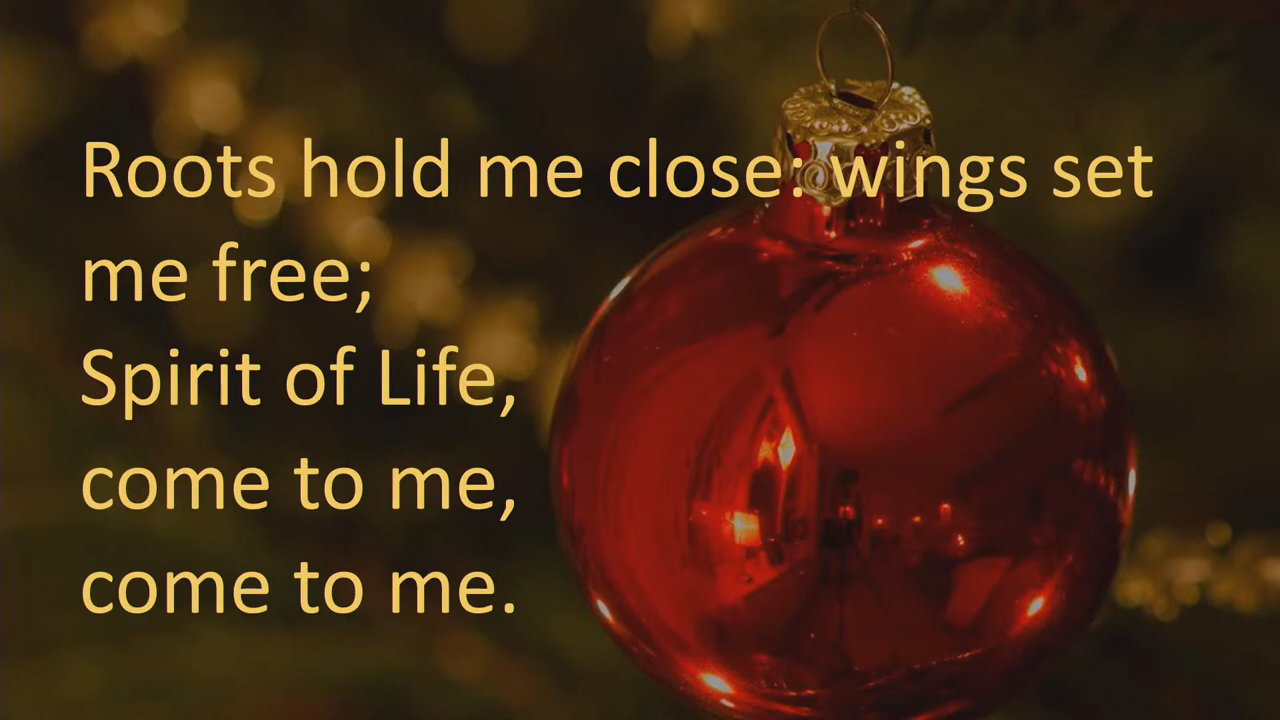 Roots hold me close: wings set
me free;
Spirit of Life,
come to me,
come to me.